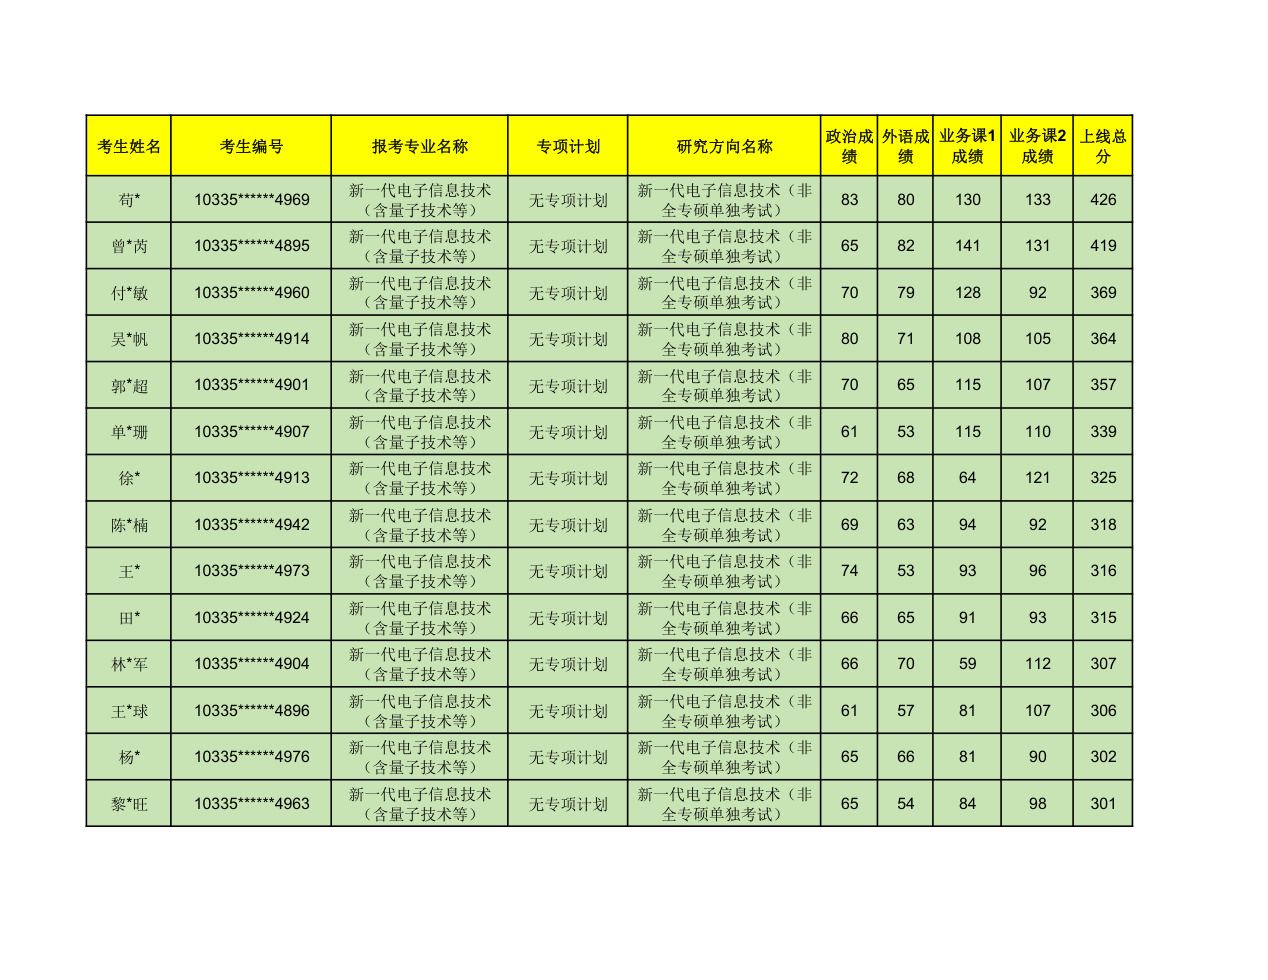 考生姓名 考生编号 报考专业名称 专项计划 研究方向名称 政治成绩 外语成绩 业务课1成绩 业务课2成绩 上线总分
苟* 10335******4969 新一代电子信息技术（含量子技术等） 无专项计划 新一代电子信息技术（非全专硕单独考试） 83 80 130 133 426
曾*芮 10335******4895 新一代电子信息技术（含量子技术等） 无专项计划 新一代电子信息技术（非全专硕单独考试） 65 82 141 131 419
付*敏 10335******4960 新一代电子信息技术（含量子技术等） 无专项计划 新一代电子信息技术（非全专硕单独考试） 70 79 128 92 369
吴*帆 10335******4914 新一代电子信息技术（含量子技术等） 无专项计划 新一代电子信息技术（非全专硕单独考试） 80 71 108 105 364
郭*超 10335******4901 新一代电子信息技术（含量子技术等） 无专项计划 新一代电子信息技术（非全专硕单独考试） 70 65 115 107 357
单*珊 10335******4907 新一代电子信息技术（含量子技术等） 无专项计划 新一代电子信息技术（非全专硕单独考试） 61 53 115 110 339
徐* 10335******4913 新一代电子信息技术（含量子技术等） 无专项计划 新一代电子信息技术（非全专硕单独考试） 72 68 64 121 325
陈*楠 10335******4942 新一代电子信息技术（含量子技术等） 无专项计划 新一代电子信息技术（非全专硕单独考试） 69 63 94 92 318
王* 10335******4973 新一代电子信息技术（含量子技术等） 无专项计划 新一代电子信息技术（非全专硕单独考试） 74 53 93 96 316
田* 10335******4924 新一代电子信息技术（含量子技术等） 无专项计划 新一代电子信息技术（非全专硕单独考试） 66 65 91 93 315
林*军 10335******4904 新一代电子信息技术（含量子技术等） 无专项计划 新一代电子信息技术（非全专硕单独考试） 66 70 59 112 307
王*球 10335******4896 新一代电子信息技术（含量子技术等） 无专项计划 新一代电子信息技术（非全专硕单独考试） 61 57 81 107 306
杨* 10335******4976 新一代电子信息技术（含量子技术等） 无专项计划 新一代电子信息技术（非全专硕单独考试） 65 66 81 90 302
黎*旺 10335******4963 新一代电子信息技术（含量子技术等） 无专项计划 新一代电子信息技术（非全专硕单独考试） 65 54 84 98 301